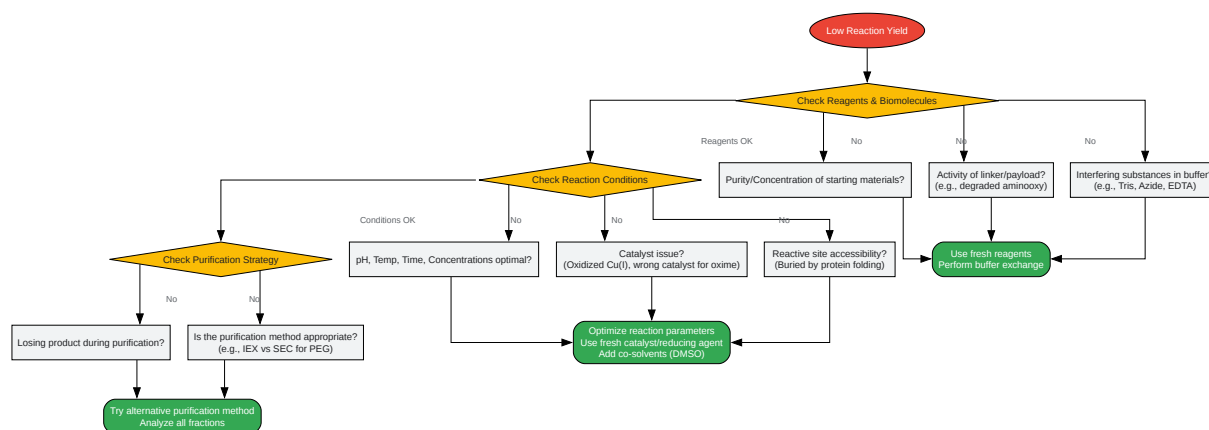 Low Reaction Yield
Check Reagents & Biomolecules
Reagents OK
No
No
No
Purity/Concentration of starting materials?
Activity of linker/payload?
(e.g., degraded aminooxy)
Interfering substances in buffer
(e.g., Tris, Azide, EDTA)
Check Reaction Conditions
Conditions OK
No
No
No
pH, Temp, Time, Concentrations optimal?
Catalyst issue?
(Oxidized Cu(I), wrong catalyst for oxime)
Reactive site accessibility?
(Buried by protein folding)
Use fresh reagents
Perform buffer exchange
Check Purification Strategy
No
No
Losing product during purification?
Is the purification method appropriate?
(e.g., IEX vs SEC for PEG)
Optimize reaction parameters
Use fresh catalyst/reducing agent
Add co-solvents (DMSO)
Try alternative purification method
Analyze all fractions